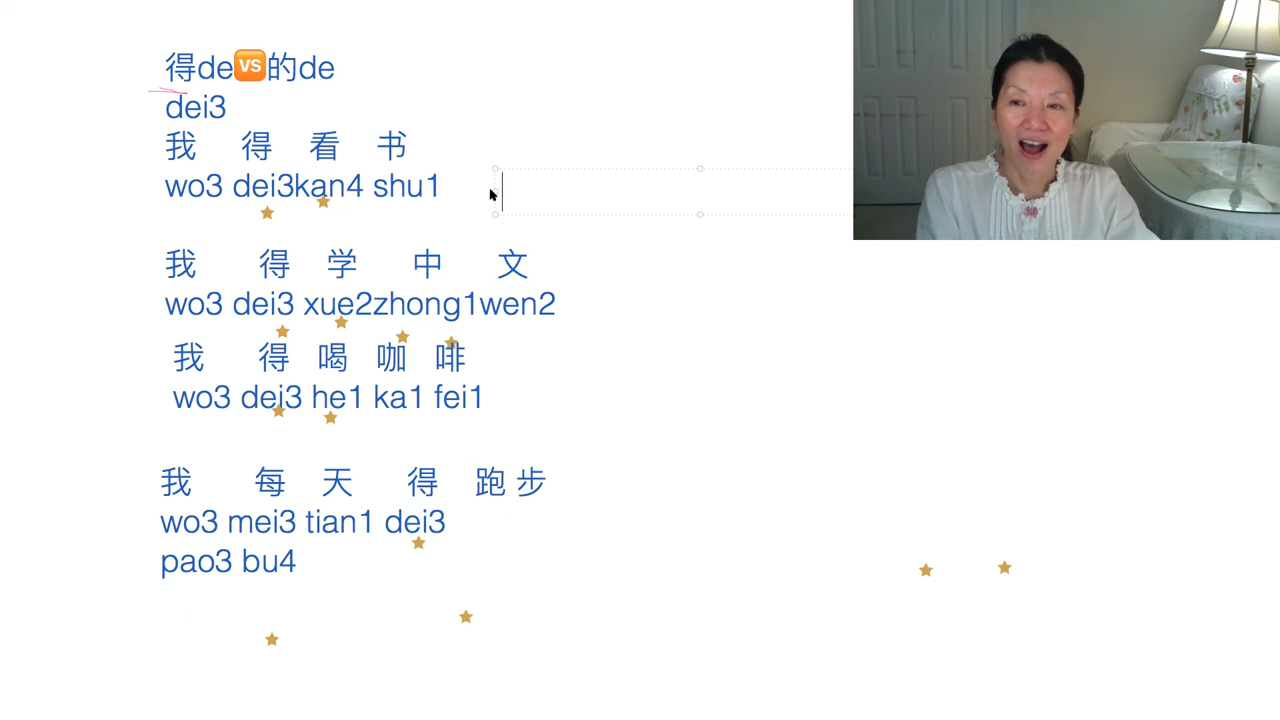 得de🆚的de
dei3
我 得 看 书
wo3 dei3kan4 shu1
我 得 学 中 文
wo3 dei3 xue2zhong1wen2
我 得 喝 咖 啡
wo3 dei3 he1 ka1 fei1
我 每 天 得 跑 步
wo3 mei3 tian1 dei3
pao3 bu4